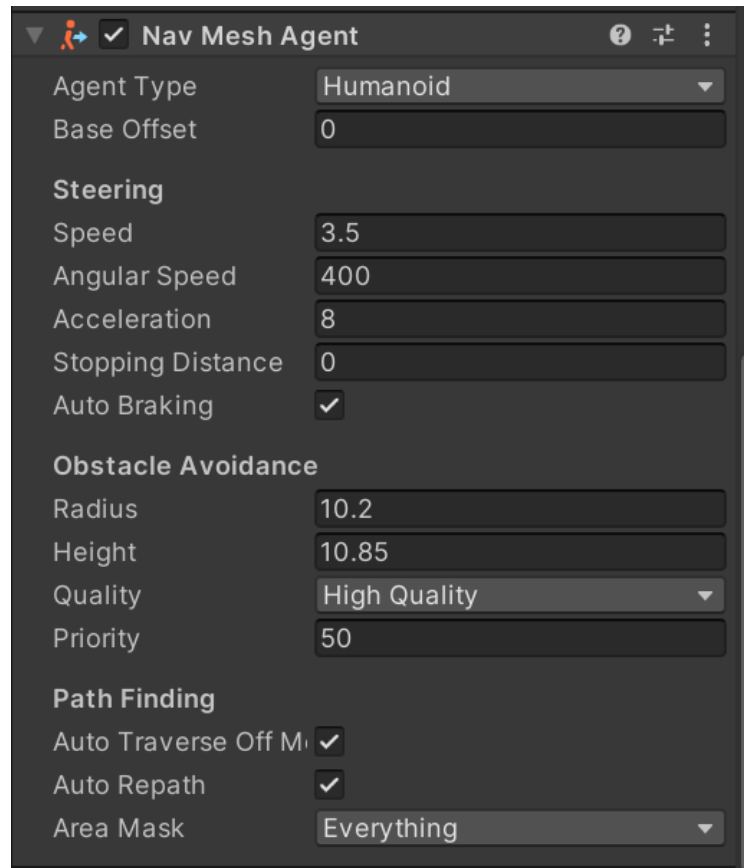 Nav Mesh Agent
Agent Type Humanoid
Base Offset 0
Steering
Speed 3.5
Angular Speed 400
Acceleration 8
Stopping Distance 0
Auto Braking
Obstacle Avoidance
Radius 10.2
Height 10.85
Quality High Quality
Priority 50
Path Finding
Auto Traverse Off M
Auto Repath
Area Mask Everything